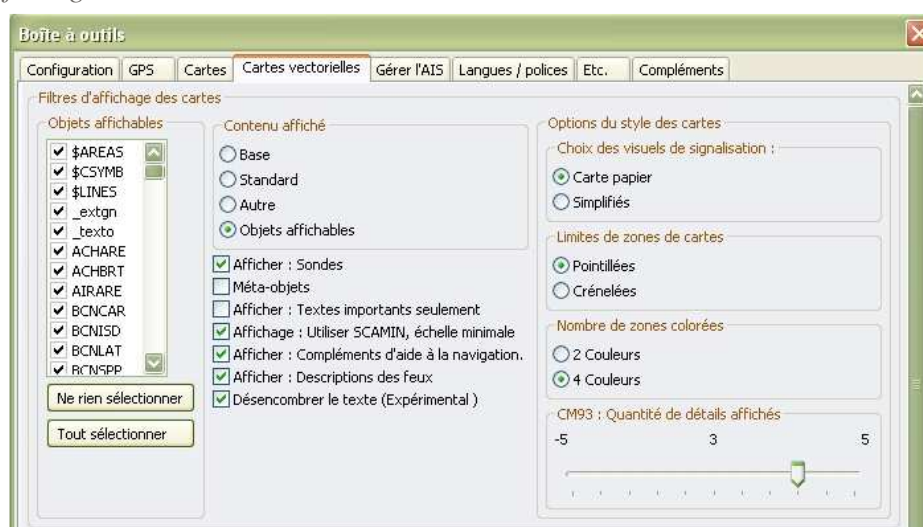 Boîte à outils
Configuration GPS Cartes Cartes vectorielles Gérer l'AIS Langues / polices Etc. Compléments
Filtres d'affichage des cartes
Objets affichables
$AREAS
$CSYMB
$LINES
_extgn
_texto
ACHARE
ACHBRT
AIRARE
BCNCAR
BCNISD
BCNLAT
BCNSPP
Ne rien sélectionner
Tout sélectionner
Contenu affiché
Base
Standard
Autre
Objets affichables
Afficher : Sondes
Méta-objets
Afficher : Textes importants seulement
Affichage : Utiliser SCAMIN, échelle minimale
Afficher : Compléments d'aide à la navigation.
Afficher : Descriptions des feux
Désencombrer le texte (Expérimental )
Options du style des cartes
Choix des visuels de signalisation :
Carte papier
Simplifiés
Limites de zones de cartes
Pointillées
Crénelées
Nombre de zones colorées
2 Couleurs
4 Couleurs
CM93 : Quantité de détails affichés
-5 3 5